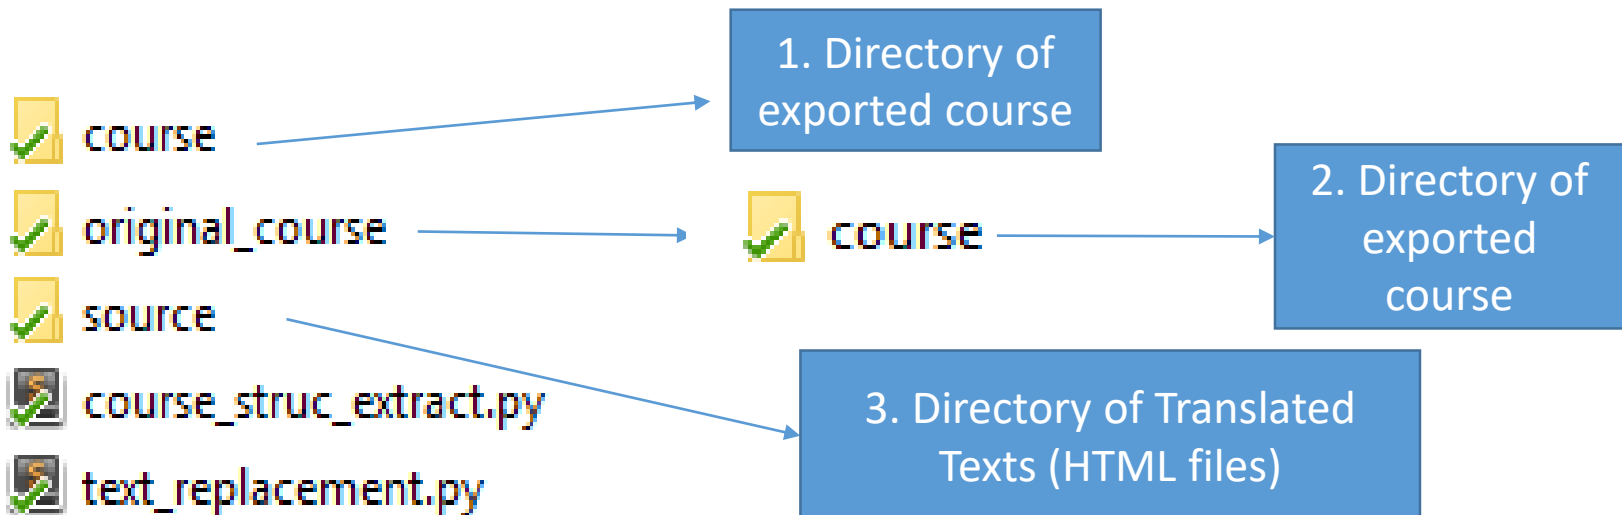 1. Directory of
exported course
course
original_course
course
2. Directory of
exported
course
source
3. Directory of Translated
Texts (HTML files)
course_struc_extract.py
text_replacement.py